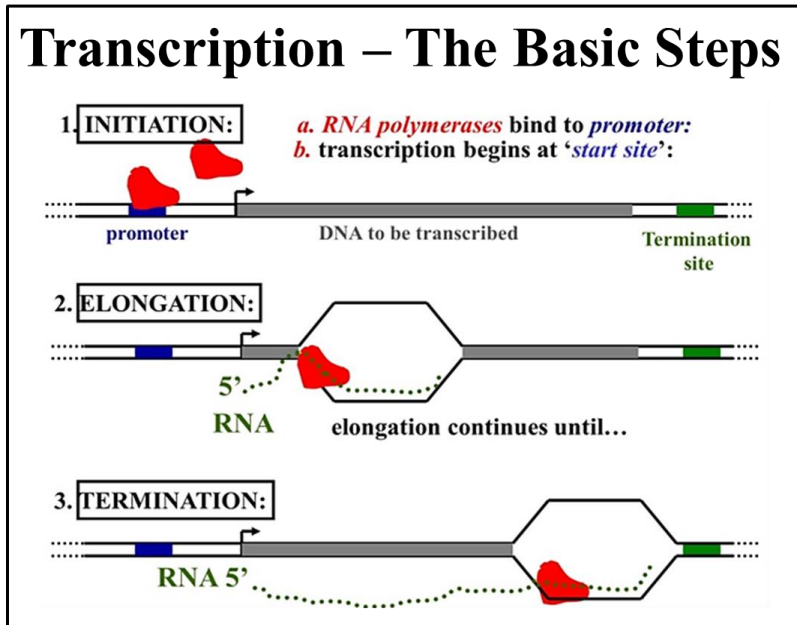 Transcription – The Basic Steps
1. INITIATION:
a. RNA polymerases bind to promoter:
b. transcription begins at ‘start site’:
promoter
DNA to be transcribed
Termination
site
2. ELONGATION:
5’
RNA
elongation continues until…
3. TERMINATION:
RNA 5’